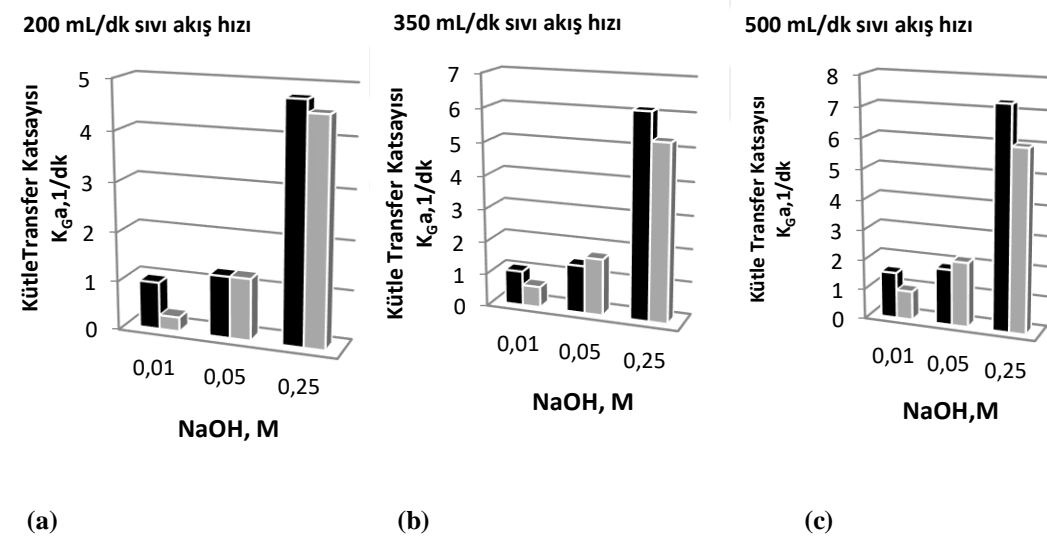 200 mL/dk sıvı akış hızı
KütleTransfer Katsayısı
K_Ga,1/dk
5
4
3
2
1
0
0,01
0,05
0,25
NaOH, M
(a)
350 mL/dk sıvı akış hızı
Kütle Transfer Katsayısı
K_Ga,1/dk
7
6
5
4
3
2
1
0
0,01
0,05
0,25
NaOH, M
(b)
500 mL/dk sıvı akış hızı
Kütle Transfer Katsayısı
K_Ga,1/dk
8
7
6
5
4
3
2
1
0
0,01
0,05
0,25
NaOH,M
(c)